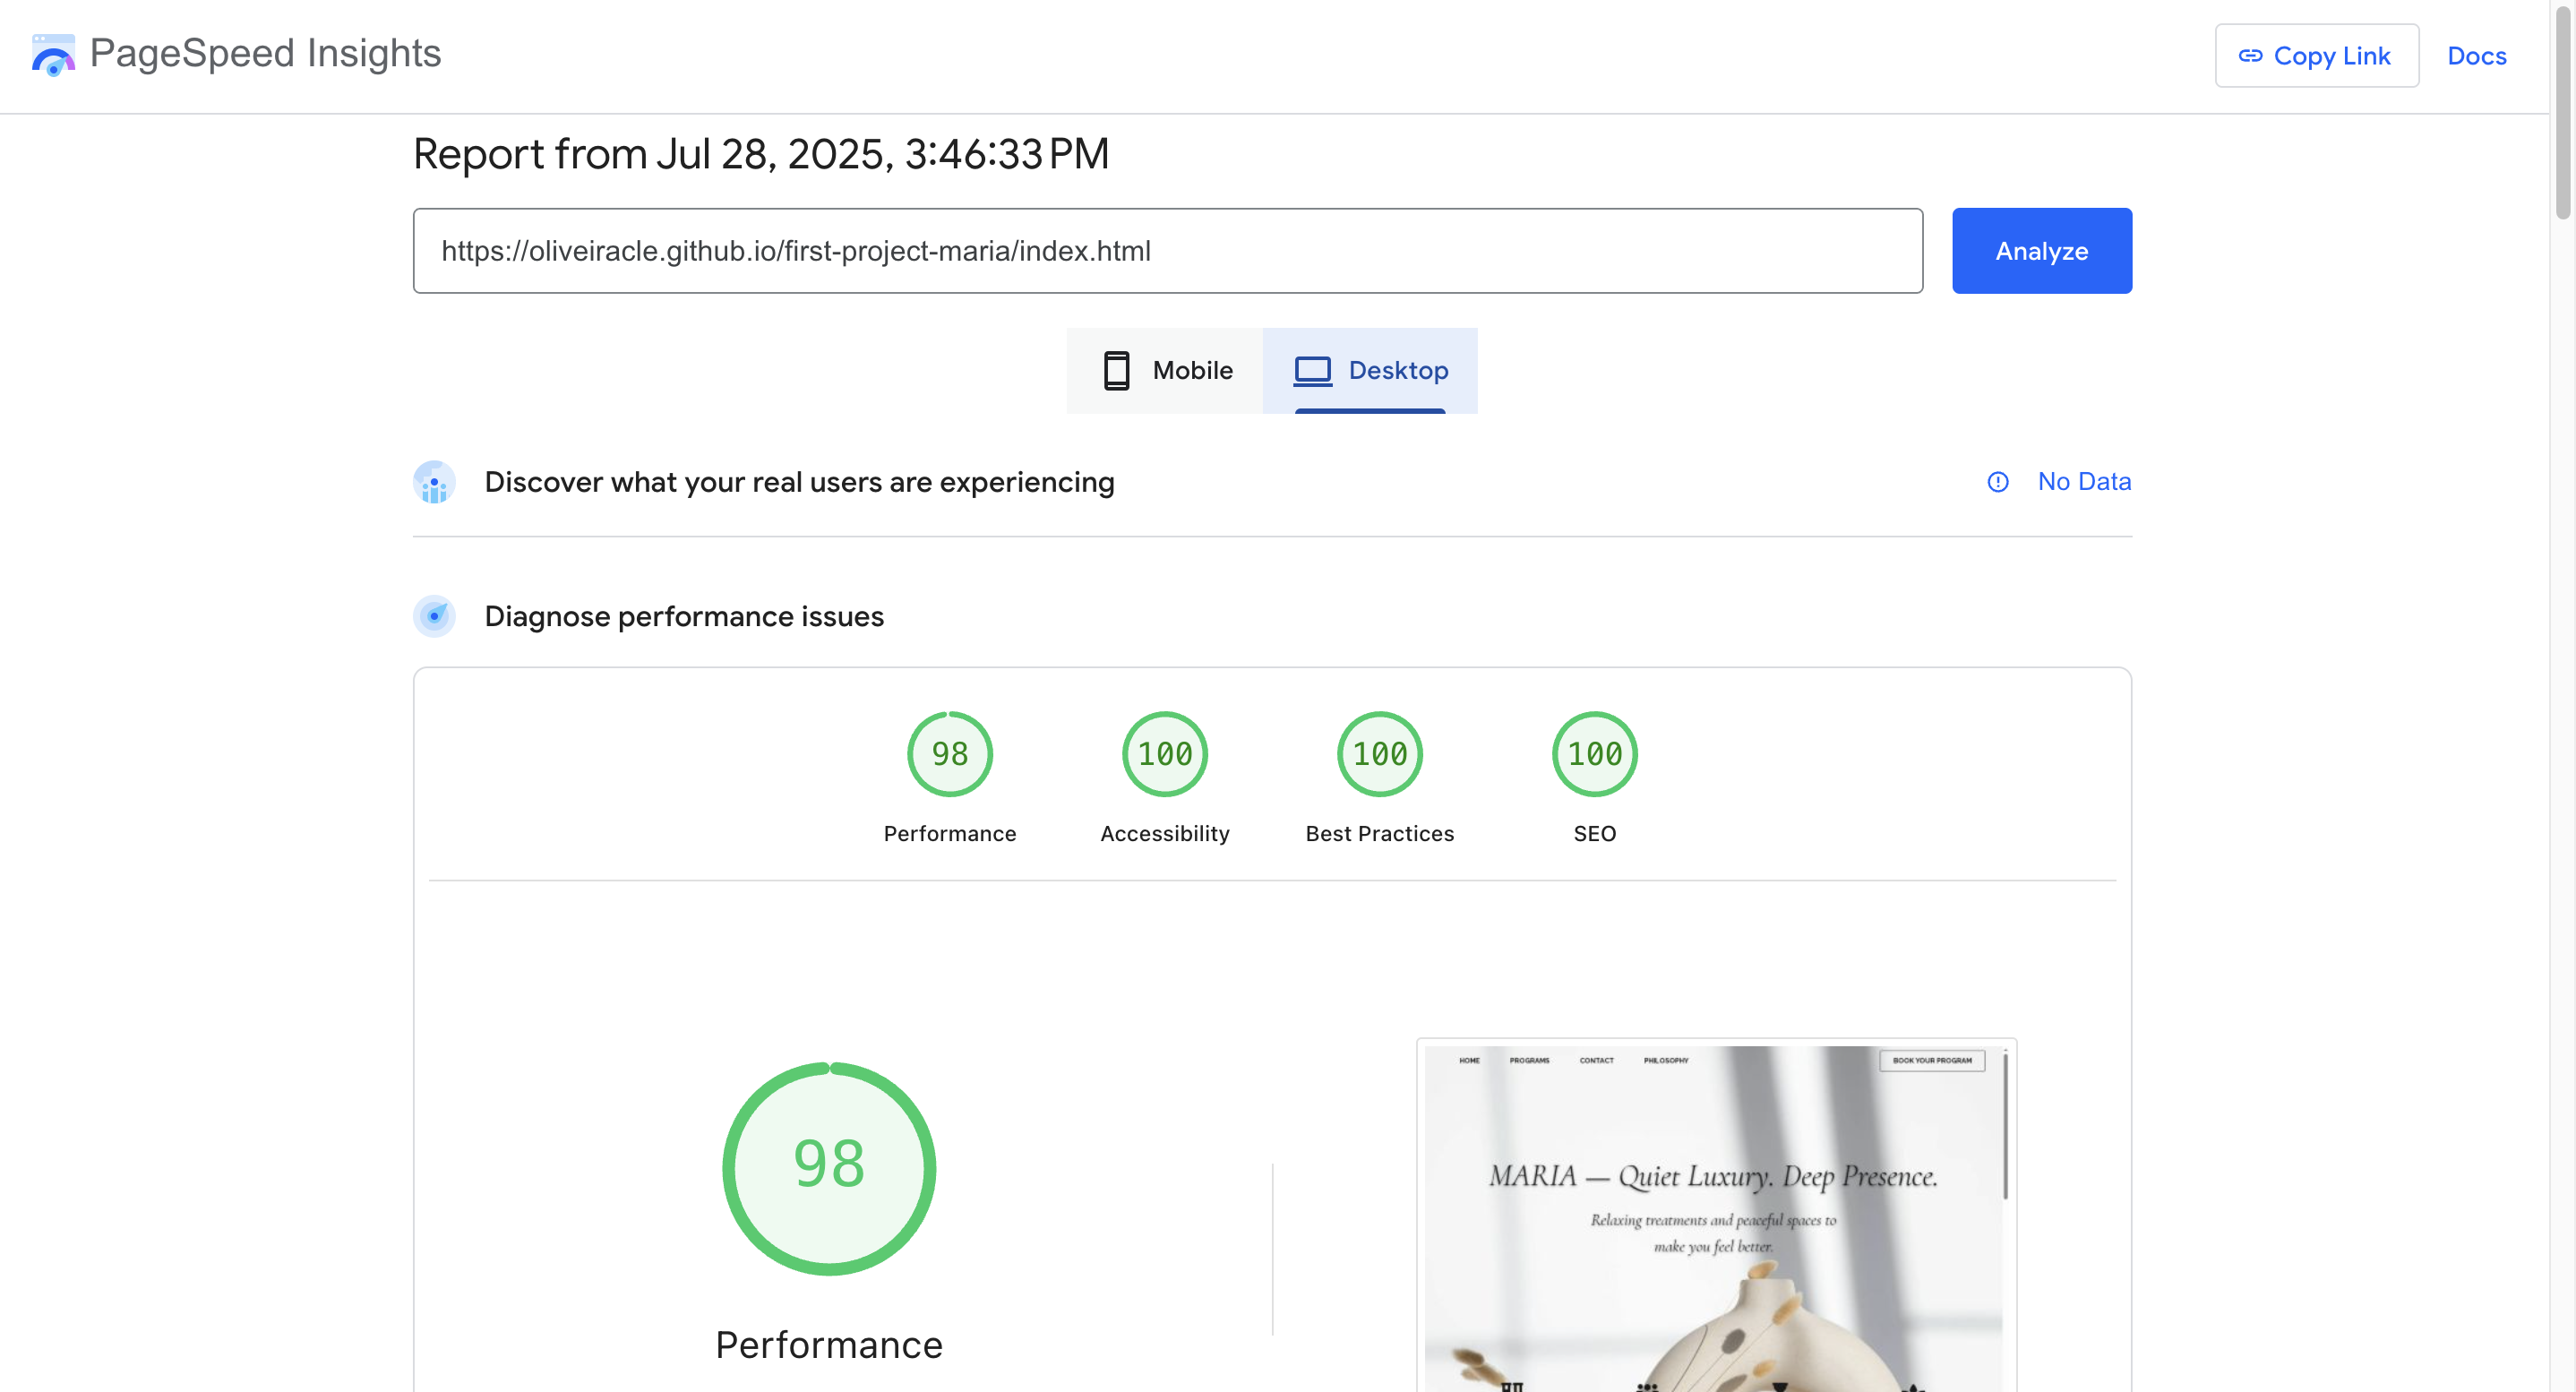 PageSpeed Insights
Copy Link
Docs
Report from Jul 28, 2025, 3:46:33 PM
https://oliveiracle.github.io/first-project-maria/index.html
Analyze
Mobile
Desktop
Discover what your real users are experiencing
No Data
Diagnose performance issues
98
100
100
100
Performance
Accessibility
Best Practices
SEO
98
Performance
HOME
PROGRAMS
CONTACT
PHILOSOPHY
BOOK YOUR PROGRAM
MARIA — Quiet Luxury. Deep Presence.
Relaxing treatments and peaceful spaces to
make you feel better.